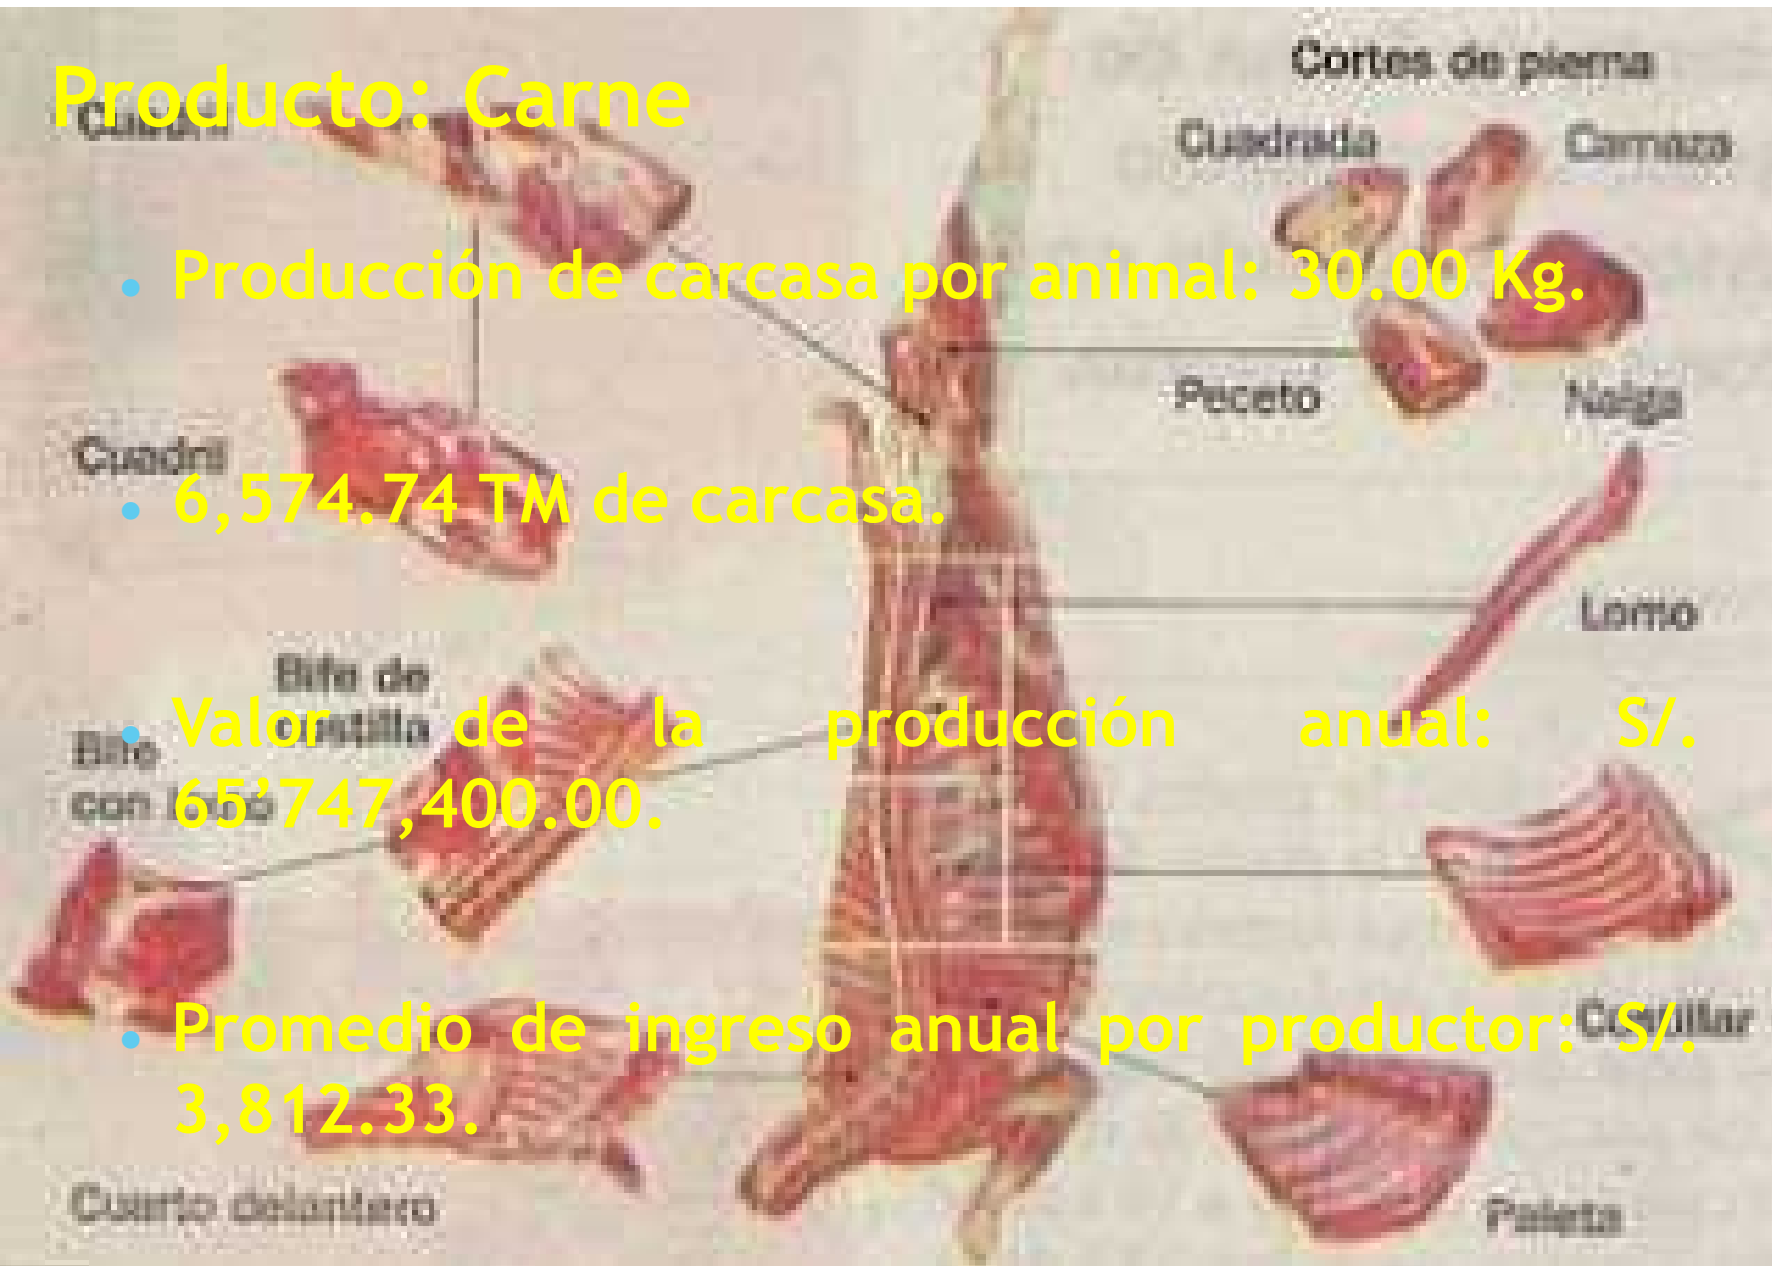 Producto: Carne
Cuadril
Cortes de pierna
Cuadrada
Carnaza
• Producción de carcasa por animal: 30.00 Kg.
Peceto
Nalga
Cuadril
• 6,574.74 TM de carcasa.
Lomo
Bife de
costilla
• Valor de la producción anual: S/.
65’747,400.00.
Bife
con lomo
• Promedio de ingreso anual por productor: S/.
3,812.33.
Costillar
Cuarto delantero
Paleta